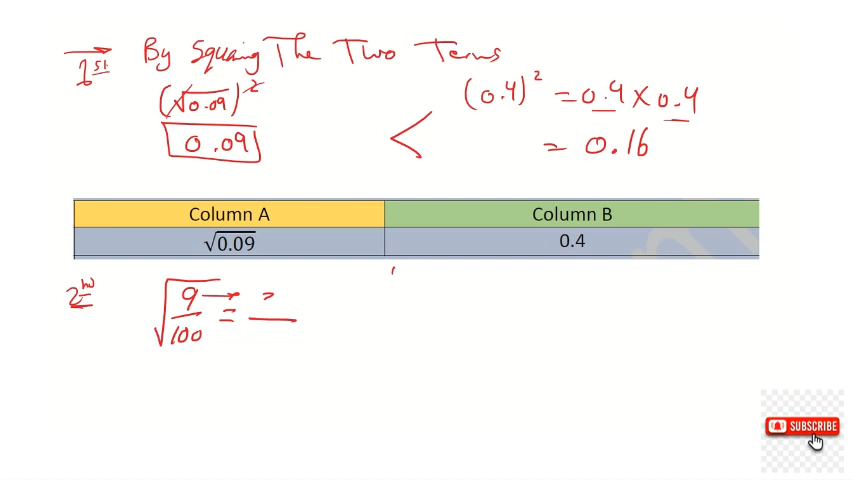 1st By Squaring The Two Terms
(√0.09)² (0.4)² = 0.4 × 0.4
0.09 < = 0.16
Column A Column B
√0.09 0.4
2nd √9/100 =
SUBSCRIBE